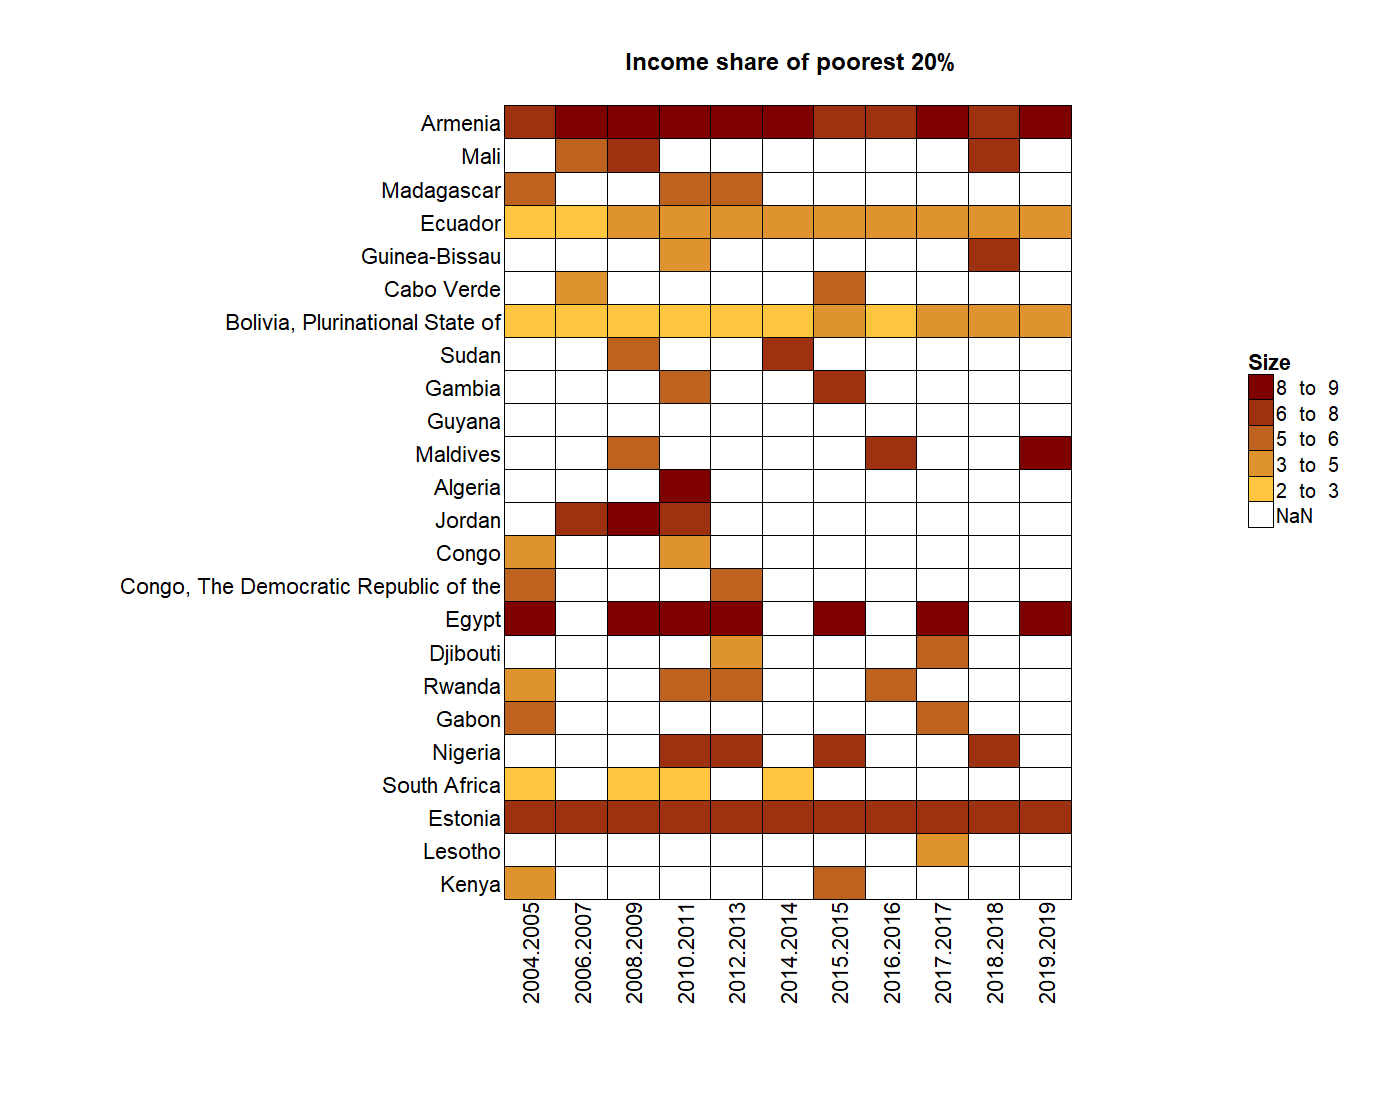 Income share of poorest 20%
Armenia
Mali
Madagascar
Ecuador
Guinea-Bissau
Cabo Verde
Bolivia, Plurinational State of
Sudan
Gambia
Guyana
Maldives
Algeria
Jordan
Congo
Congo, The Democratic Republic of the
Egypt
Djibouti
Rwanda
Gabon
Nigeria
South Africa
Estonia
Lesotho
Kenya
2004.2005
2006.2007
2008.2009
2010.2011
2012.2013
2014.2014
2015.2015
2016.2016
2017.2017
2018.2018
2019.2019
Size
8 to 9
6 to 8
5 to 6
3 to 5
2 to 3
NaN